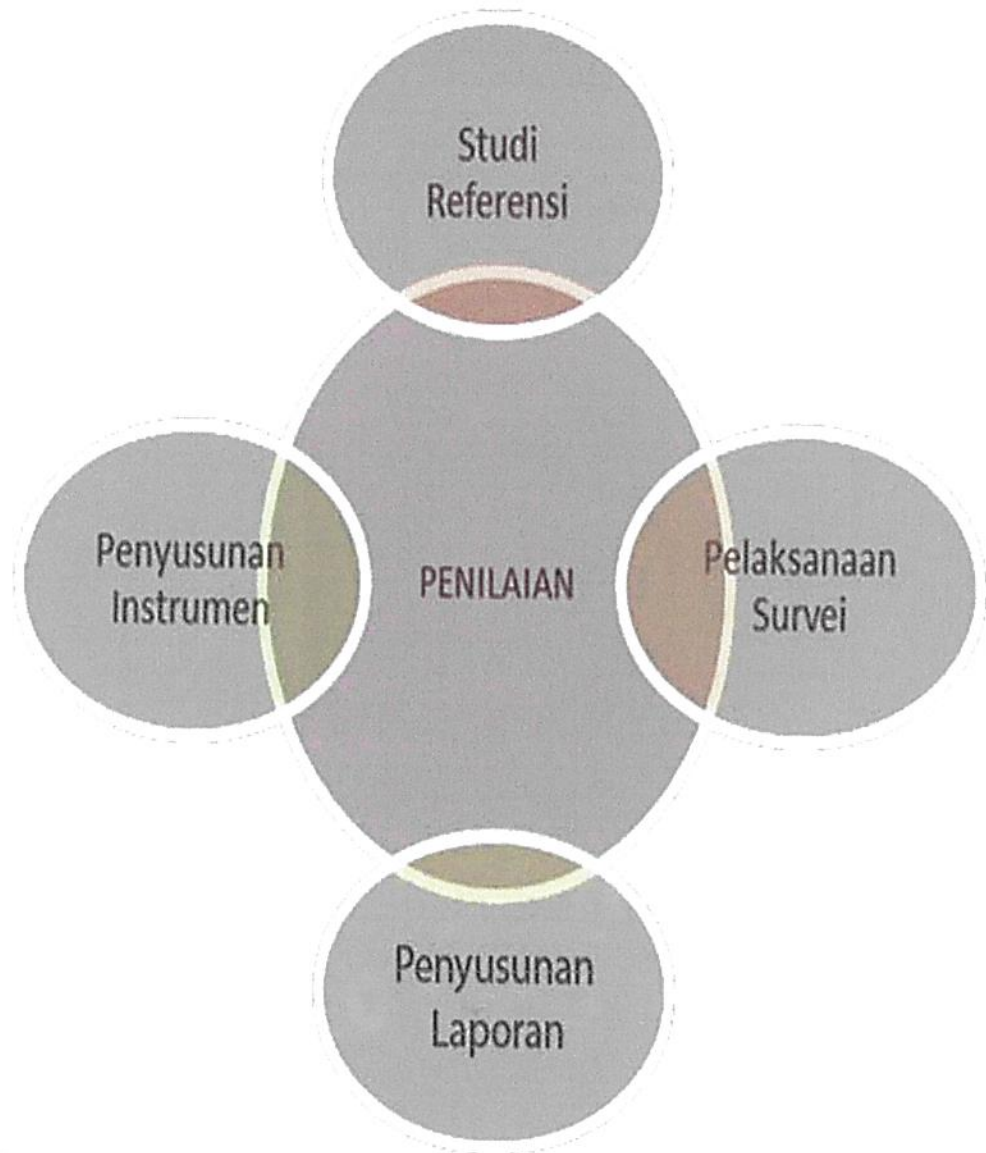 Studi
Referensi
Penyusunan
Instrumen
PENILAIAN
Pelaksanaan
Survei
Penyusunan
Laporan